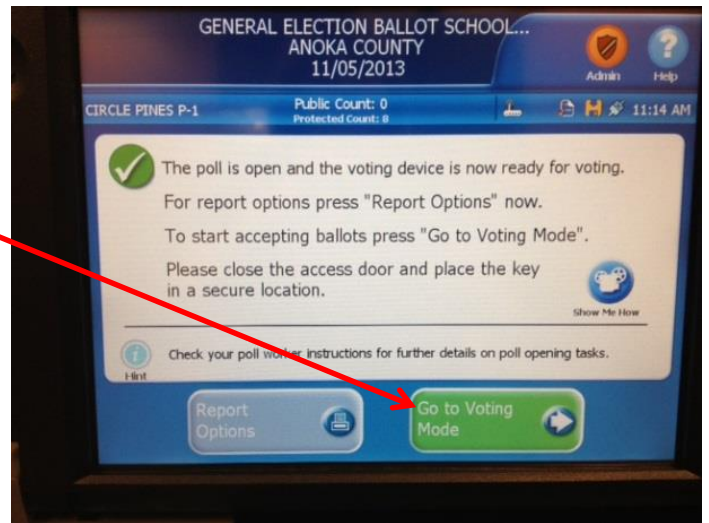 GENERAL ELECTION BALLOT SCHOOL...
ANOKA COUNTY
11/05/2013
Admin
Help
CIRCLE PINES P-1
Public Count: 0
Protected Count: 8
11:14 AM
The poll is open and the voting device is now ready for voting.
For report options press "Report Options" now.
To start accepting ballots press "Go to Voting Mode".
Please close the access door and place the key
in a secure location.
Show Me How
Hint
Check your poll worker instructions for further details on poll opening tasks.
Report
Options
Go to Voting
Mode